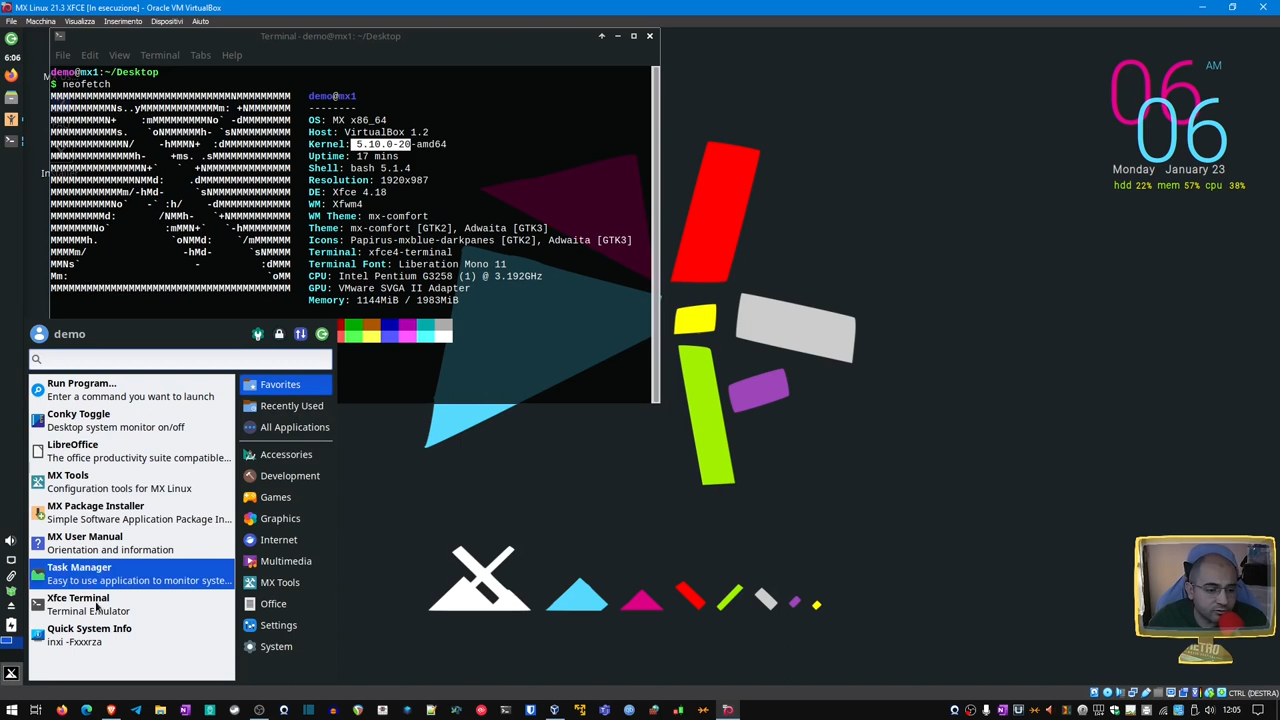 MX Linux 21.3 XFCE [In esecuzione] - Oracle VM VirtualBox
File Macchina Visualizza Inserimento Dispositivi Aiuto
Terminal - demo@mx1: ~/Desktop
File Edit View Terminal Tabs Help
6:06
demo@mx1:~/Desktop
$ neofetch
demo@mx1
--------
OS: MX x86_64
Host: VirtualBox 1.2
Kernel: 5.10.0-20-amd64
Uptime: 17 mins
Shell: bash 5.1.4
Resolution: 1920x987
DE: Xfce 4.18
WM: Xfwm4
WM Theme: mx-comfort
Theme: mx-comfort [GTK2], Adwaita [GTK3]
Icons: Papirus-mxblue-darkpanes [GTK2], Adwaita [GTK3]
Terminal: xfce4-terminal
Terminal Font: Liberation Mono 11
CPU: Intel Pentium G3258 (1) @ 3.192GHz
GPU: VMware SVGA II Adapter
Memory: 1144MiB / 1983MiB
06 AM
06
Monday January 23
hdd 22% mem 57% cpu 38%
demo
Run Program...
Enter a command you want to launch
Conky Toggle
Desktop system monitor on/off
LibreOffice
The office productivity suite compatible...
MX Tools
Configuration tools for MX Linux
MX Package Installer
Simple Software Application Package In...
MX User Manual
Orientation and information
Task Manager
Easy to use application to monitor syste...
Xfce Terminal
Terminal Emulator
Quick System Info
inxi -Fxxxrza
Favorites
Recently Used
All Applications
Accessories
Development
Games
Graphics
Internet
Multimedia
MX Tools
Office
Settings
System
CTRL (DESTRA)
12:05